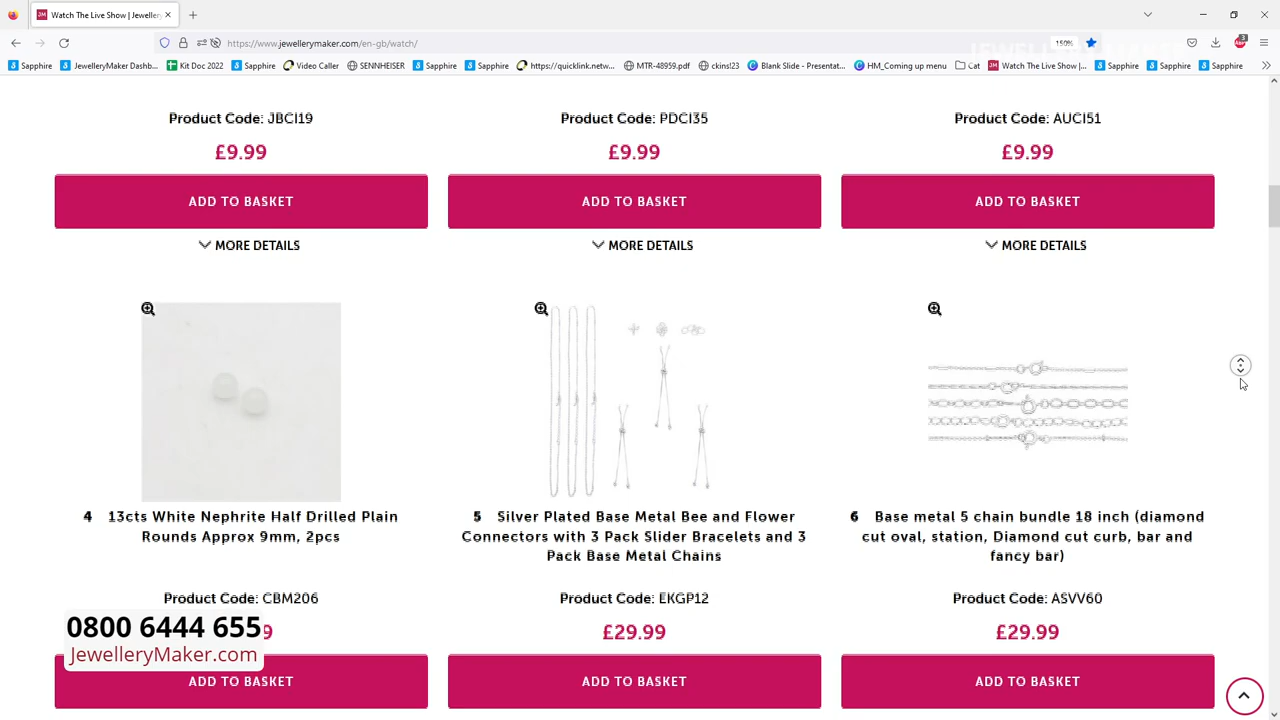 Watch The Live Show | Jeweller
https://www.jewellerymaker.com
gb/watch/
150%
3
Sapphire
JewelleryMaker Dashb...
Kit Doc 2022
Sapphire
Video Caller
SENNHEISER
Sapphire
Sapphire
https://quicklink.netw...
MTR-48959.pdf
ckins!23
Blank Slide - Presentat...
HM_Coming up menu
Cat
Watch The Live Show |...
Sapphire
Sapphire
Sapphire
Product Code: JBCI19
£9.99
ADD TO BASKET
MORE DETAILS
Product Code: PDCI35
£9.99
ADD TO BASKET
MORE DETAILS
Product Code: AUCI51
£9.99
ADD TO BASKET
MORE DETAILS
4 13cts White Nephrite Half Drilled Plain
Rounds Approx 9mm, 2pcs
Product Code: CBM206
9
ADD TO BASKET
5 Silver Plated Base Metal Bee and Flower
Connectors with 3 Pack Slider Bracelets and 3
Pack Base Metal Chains
Product Code: EKGP12
£29.99
ADD TO BASKET
6 Base metal 5 chain bundle 18 inch (diamond
cut oval, station, Diamond cut curb, bar and
fancy bar)
Product Code: ASVV60
£29.99
ADD TO BASKET
0800 6444 655
JewelleryMaker.com